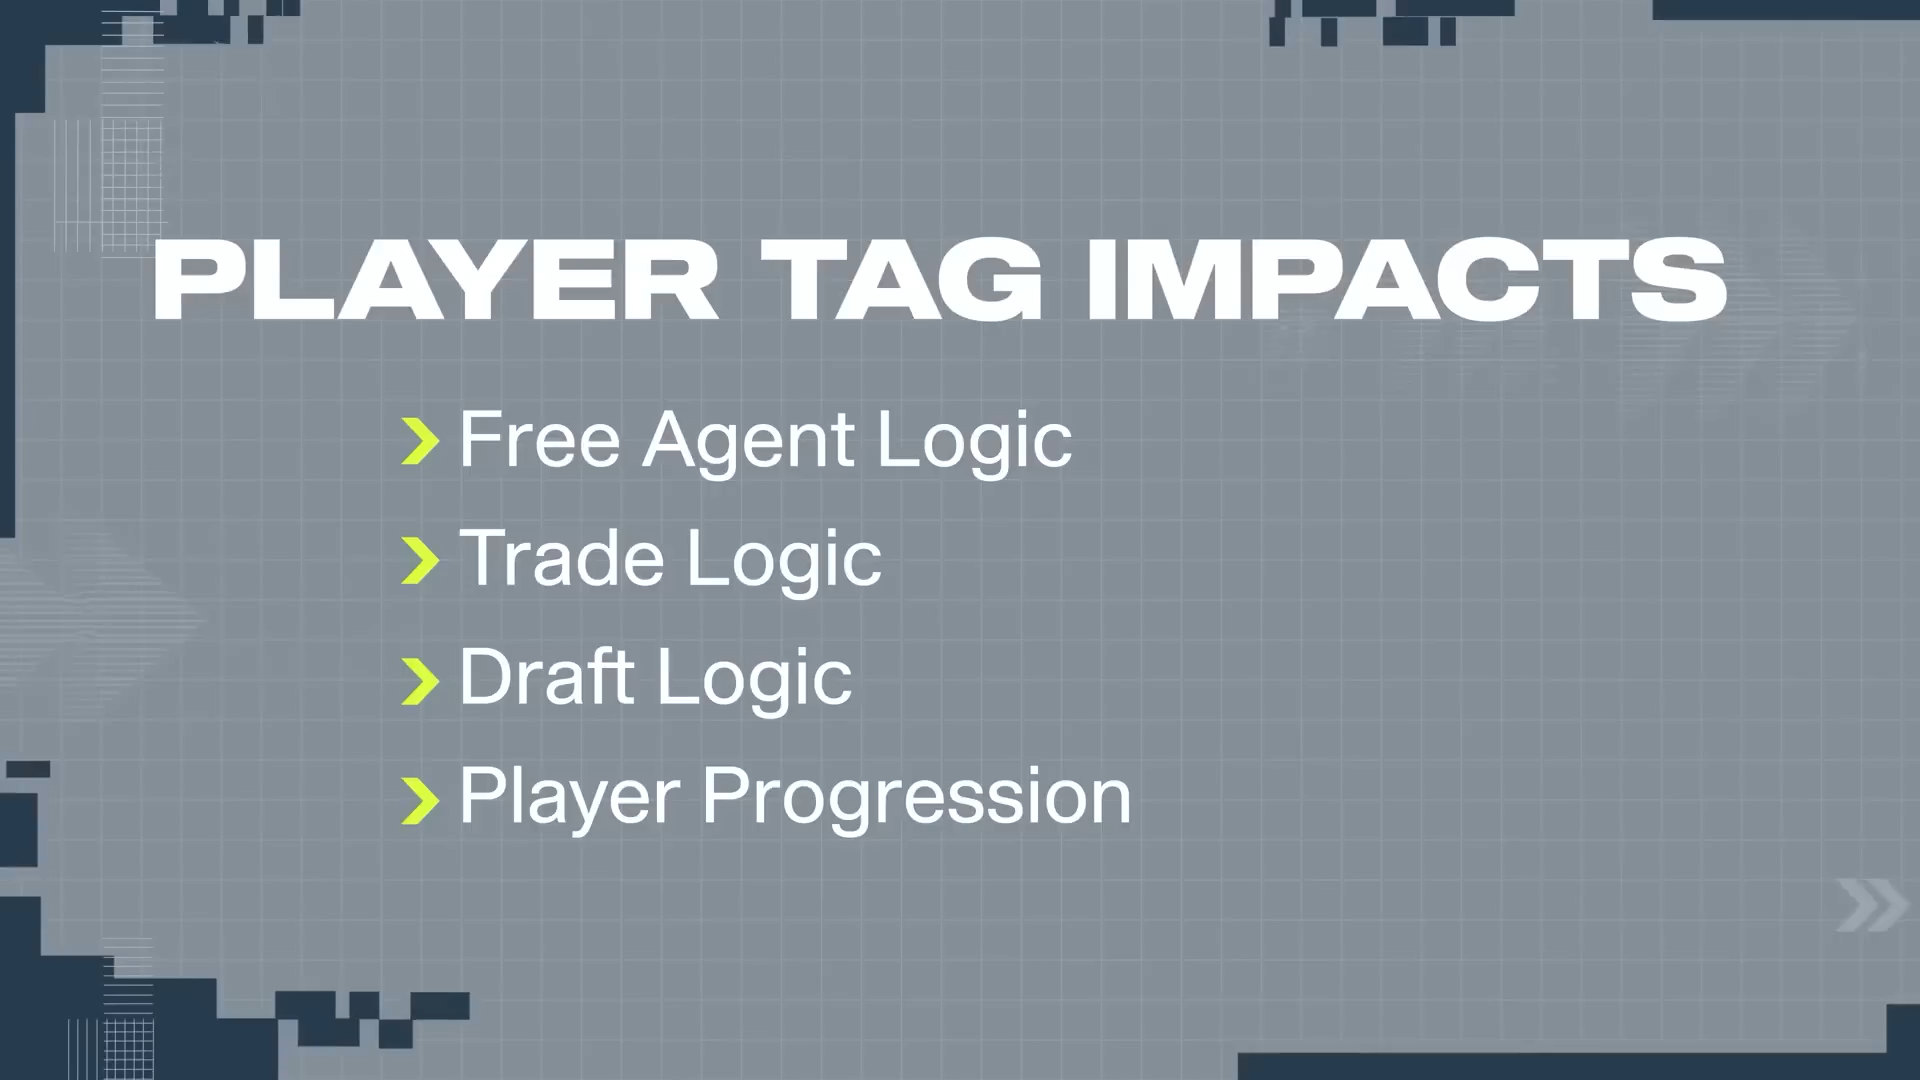 PLAYER TAG IMPACTS
Free Agent Logic
Trade Logic
Draft Logic
Player Progression